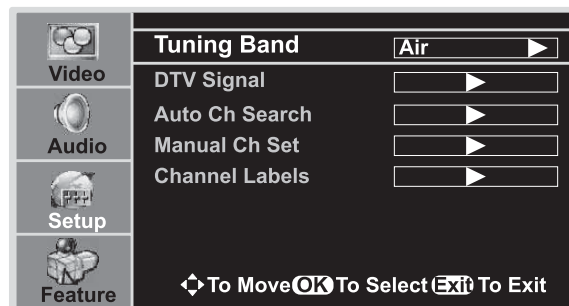 Video
Audio
Setup
Feature
Tuning Band Air
DTV Signal
Auto Ch Search
Manual Ch Set
Channel Labels
To Move OK To Select Exit To Exit